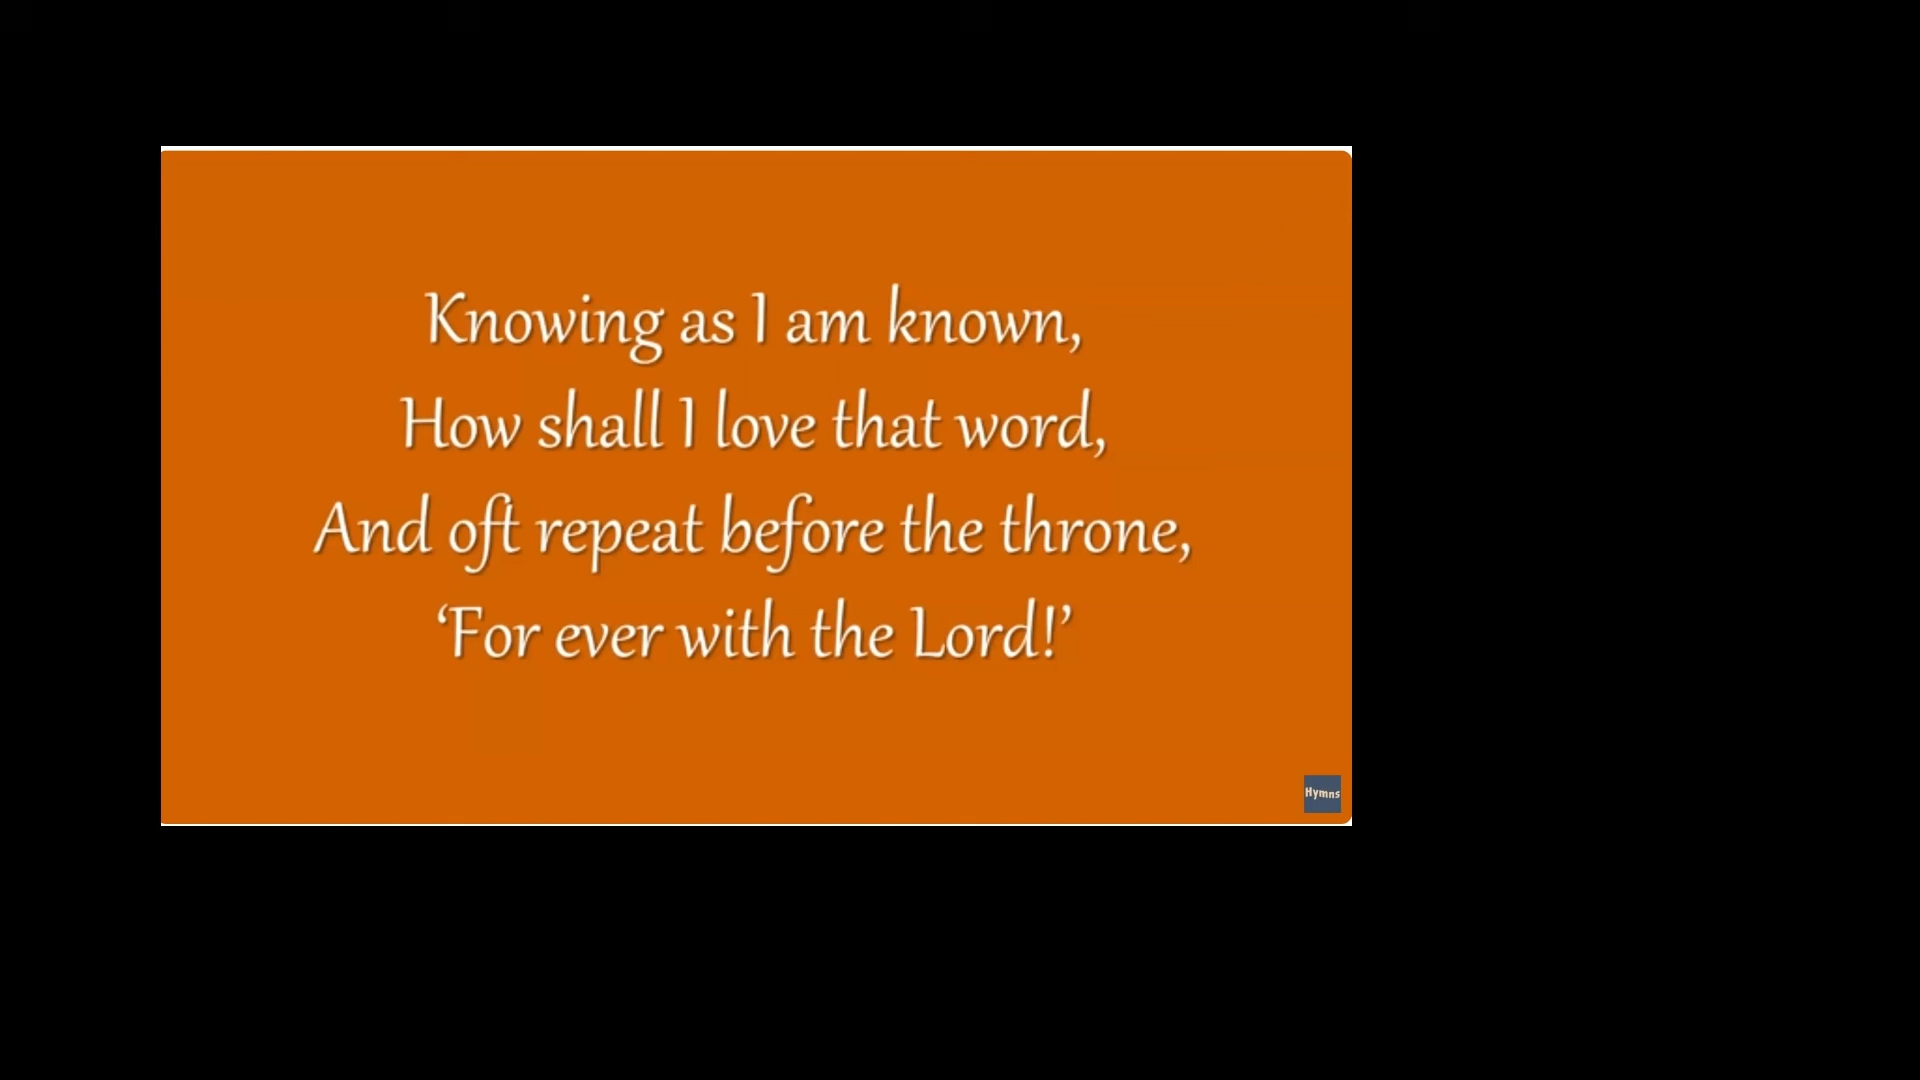 Knowing as I am known,
How shall I love that word,
And oft repeat before the throne,
‘For ever with the Lord!’
Hymns